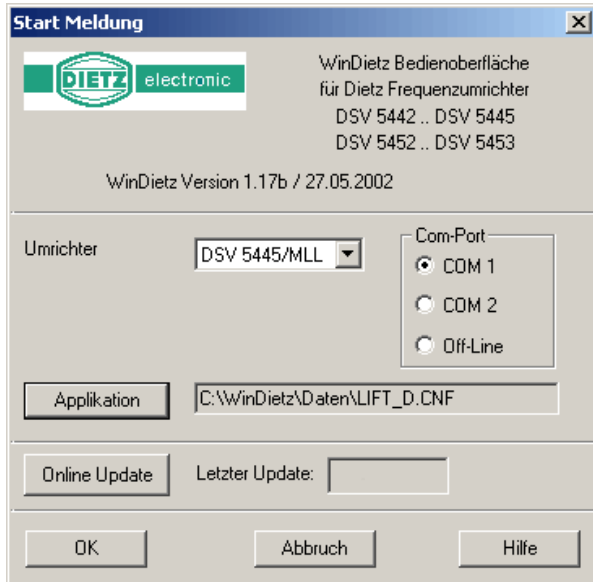 Start Meldung
DIETZ electronic
WinDietz Bedienoberfläche
für Dietz Frequenzumrichter
DSV 5442 .. DSV 5445
DSV 5452 .. DSV 5453
WinDietz Version 1.17b / 27.05.2002
Umrichter
DSV 5445/MLL
Com-Port
COM 1
COM 2
Off-Line
Applikation
C:\WinDietz\Daten\LIFT_D.CNF
Online Update
Letzter Update:
OK
Abbruch
Hilfe